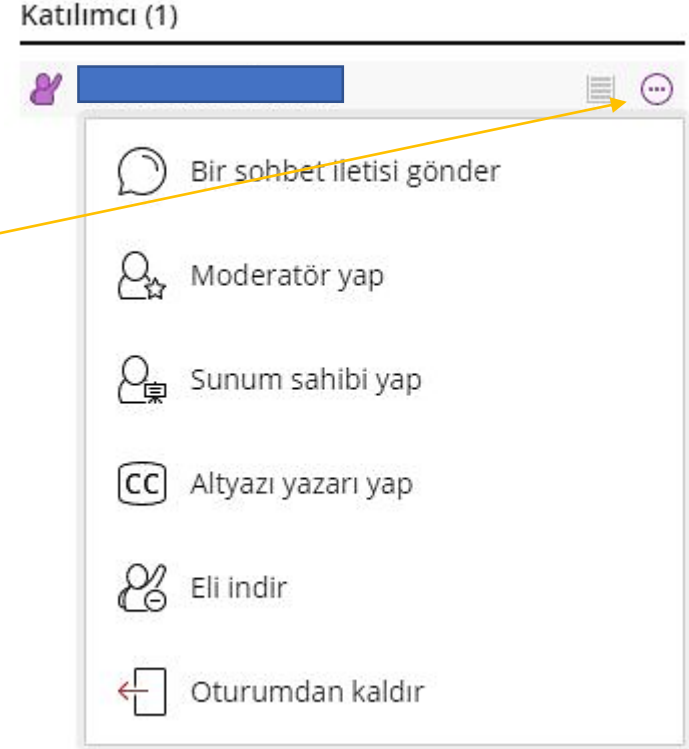 Katılımcı (1)
Bir sohbet iletisi gönder
Moderatör yap
Sunum sahibi yap
CC Altyazı yazarı yap
Eli indir
Oturumdan kaldır